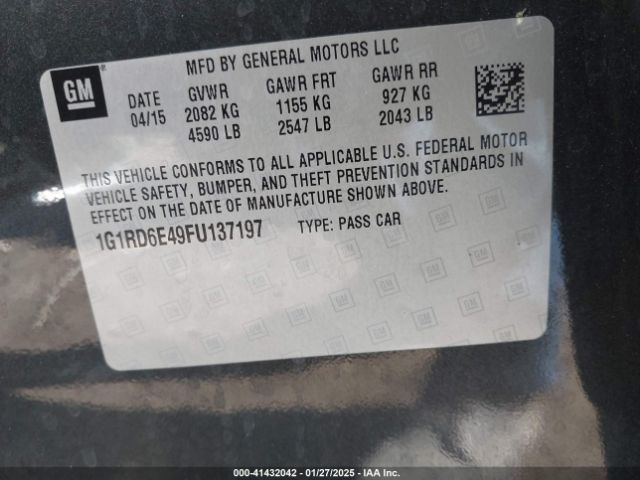 GM
MFD BY GENERAL MOTORS LLC
DATE GVWR GAWR FRT GAWR RR
04/15 2082 KG 1155 KG 927 KG
4590 LB 2547 LB 2043 LB
THIS VEHICLE CONFORMS TO ALL APPLICABLE U.S. FEDERAL MOTOR
VEHICLE SAFETY, BUMPER, AND THEFT PREVENTION STANDARDS IN
EFFECT ON THE DATE OF MANUFACTURE SHOWN ABOVE.
1G1RD6E49FU137197 TYPE: PASS CAR
000-41432042 - 01/27/2025 - IAA Inc.